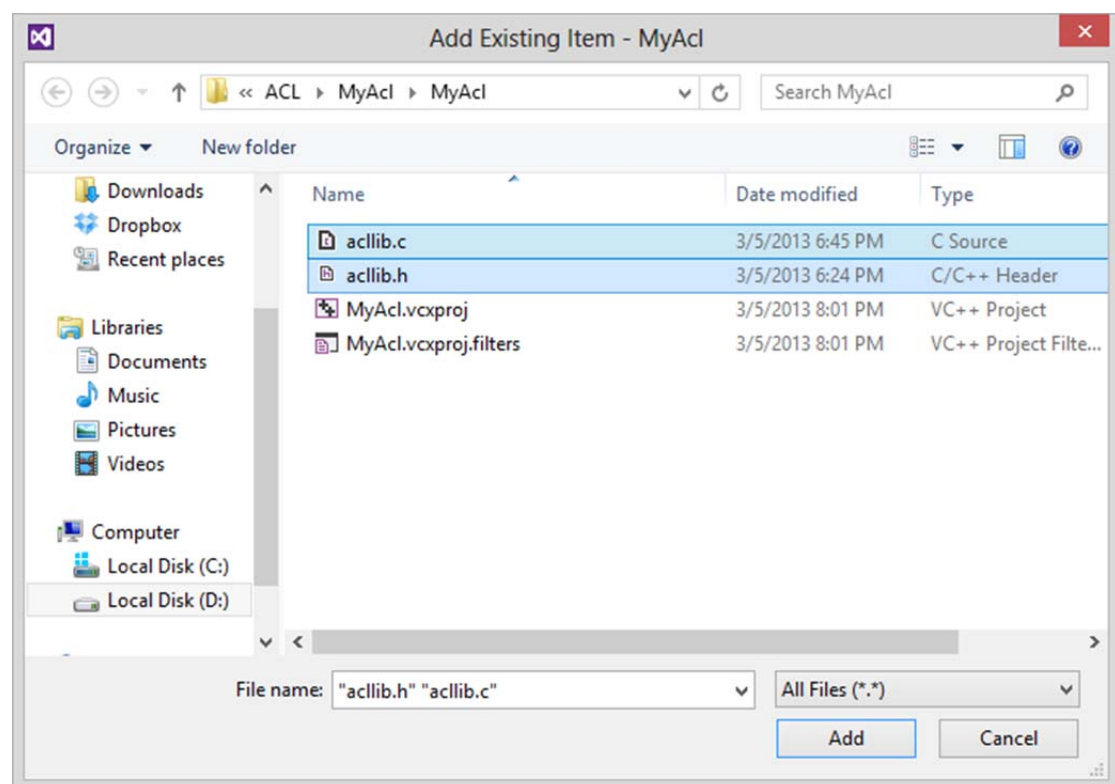 Add Existing Item - MyAcl
« ACL MyAcl MyAcl Search MyAcl
Organize New folder
Downloads
Dropbox
Recent places
Libraries
Documents
Music
Pictures
Videos
Computer
Local Disk (C:)
Local Disk (D:)
Name Date modified Type
acllib.c 3/5/2013 6:45 PM C Source
acllib.h 3/5/2013 6:24 PM C/C++ Header
MyAcl.vcxproj 3/5/2013 8:01 PM VC++ Project
MyAcl.vcxproj.filters 3/5/2013 8:01 PM VC++ Project Filte...
File name: "acllib.h" "acllib.c" All Files (*.*)
Add Cancel